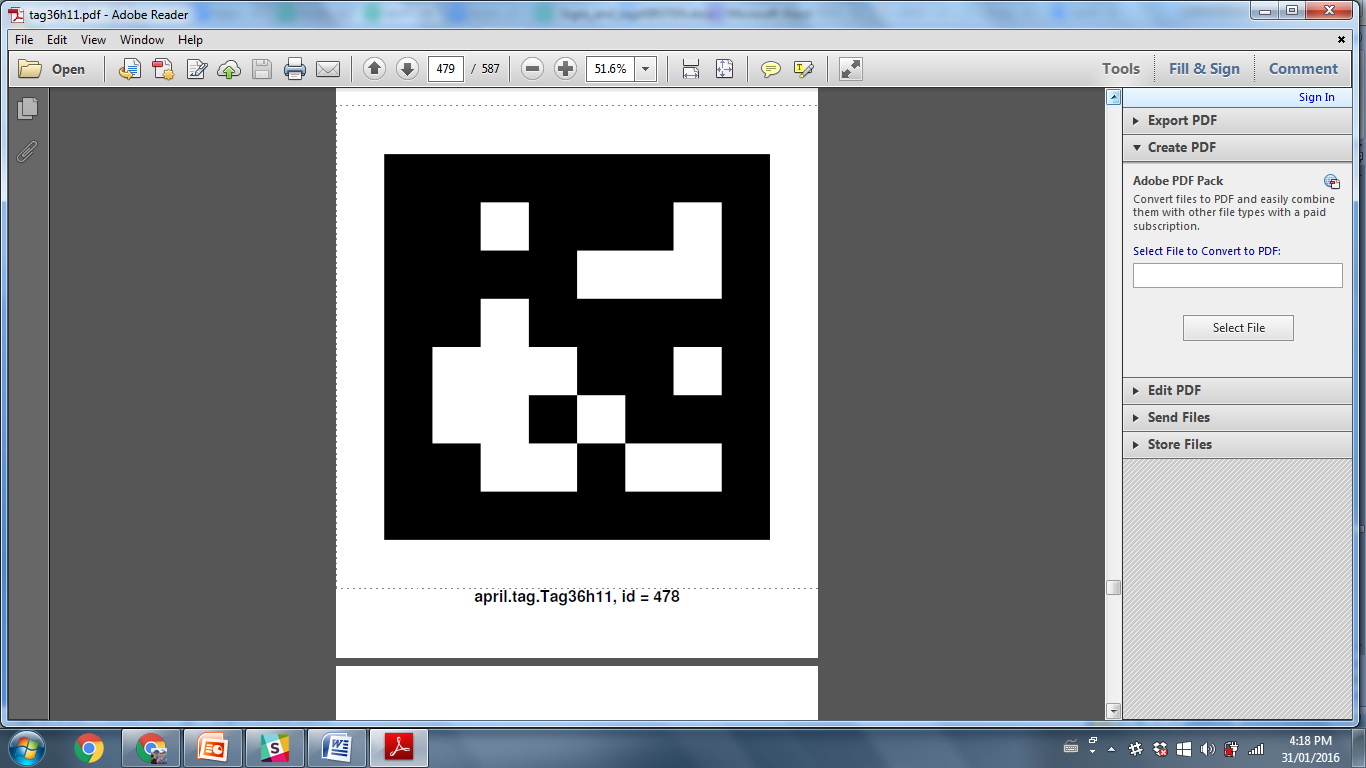 tag36h11.pdf - Adobe Reader
File Edit View Window Help
Open 479 / 587 51.6% Tools Fill & Sign Comment
Sign In
Export PDF
Create PDF
Adobe PDF Pack
Convert files to PDF and easily combine
them with other file types with a paid
subscription.
Select File to Convert to PDF:
Select File
Edit PDF
Send Files
Store Files
april.tag.Tag36h11, id = 478
4:18 PM
31/01/2016